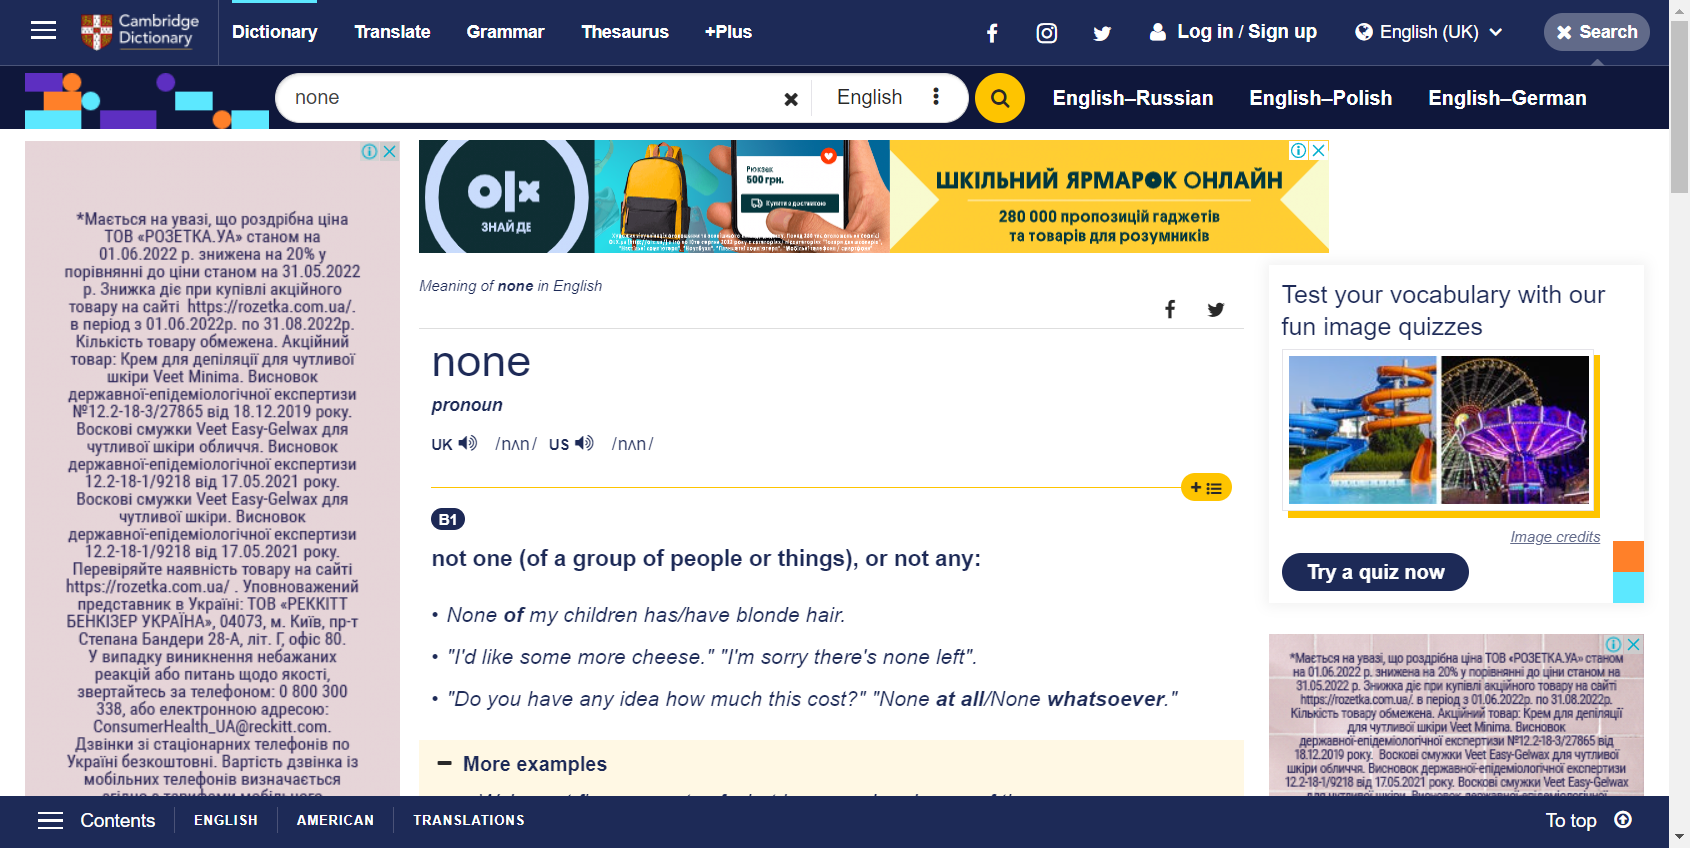 Cambridge
Dictionary
Dictionary
Translate
Grammar
Thesaurus
+Plus
Log in / Sign up
English (UK)
Search
none
English
English–Russian
English–Polish
English–German
*Мається на увазі, що роздрібна ціна
ТОВ «РОЗЕТКА.УА» станом на
01.06.2022 р. знижена на 20% у
порівнянні до ціни станом на 31.05.2022
р. Знижка діє при купівлі акційного
товару на сайті https://rozetka.com.ua/.
в період з 01.06.2022р. по 31.08.2022р.
Кількість товару обмежена. Акційний
товар: Крем для депіляції для чутливої
шкіри Veet Minima. Висновок
державної-епідеміологічної експертизи
№12.2-18-3/27865 від 18.12.2019 року.
Воскові смужки Veet Easy-Gelwax для
чутливої шкіри обличчя. Висновок
державної-епідеміологічної експертизи
12.2-18-1/9218 від 17.05.2021 року.
Воскові смужки Veet Easy-Gelwax для
чутливої шкіри. Висновок
державної-епідеміологічної експертизи
12.2-18-1/9218 від 17.05.2021 року.
Перевіряйте наявність товару на сайті
https://rozetka.com.ua/ . Уповноважений
представник в Україні: ТОВ «РЕККІТТ
БЕНКІЗЕР УКРАЇНА», 04073, м. Київ, пр-т
Степана Бандери 28-А, літ. Г, офіс 80.
У випадку виникнення небажаних
реакцій або питань щодо якості,
звертайтесь за телефоном: 0 800 300
338, або електронною адресою:
ConsumerHealth_UA@reckitt.com.
Дзвінки зі стаціонарних телефонів по
Україні безкоштовні. Вартість дзвінка із
мобільних телефонів визначається
згідно з тарифами мобільного
olx
ЗНАЙ ДЕ
Рюкзак
500 грн.
Купити з доставкою
ШКІЛЬНИЙ ЯРМАРОК ОНЛАЙН
280 000 пропозицій гаджетів
та товарів для розумників
Meaning of none in English
none
pronoun
UK /nʌn/ US /nʌn/
B1
not one (of a group of people or things), or not any:
• None of my children has/have blonde hair.
• "I'd like some more cheese." "I'm sorry there's none left".
• "Do you have any idea how much this cost?" "None at all/None whatsoever."
More examples
Test your vocabulary with our
fun image quizzes
Image credits
Try a quiz now
*Мається на увазі, що роздрібна ціна ТОВ «РОЗЕТКА.УА» станом
на 01.06.2022 р. знижена на 20% у порівнянні до ціни станом на
31.05.2022 р. Знижка діє при купівлі акційного товару на сайті
https://rozetka.com.ua/. в період з 01.06.2022р. по 31.08.2022р.
Кількість товару обмежена. Акційний товар: Крем для депіляції
для чутливої шкіри Veet Minima. Висновок
державної-епідеміологічної експертизи №12.2-18-3/27865 від
18.12.2019 року. Воскові смужки Veet Easy-Gelwax для чутливої
шкіри обличчя. Висновок державної-епідеміологічної експертизи
12.2-18-1/9218 від 17.05.2021 року. Воскові смужки Veet Easy-Gelwax
Contents
ENGLISH
AMERICAN
TRANSLATIONS
To top